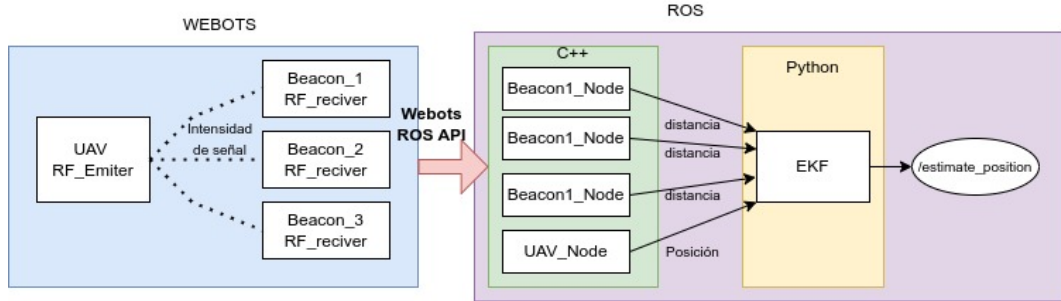 WEBOTS
UAV
RF_Emiter
Intensidad
de señal
Beacon_1
RF_reciver
Beacon_2
RF_reciver
Beacon_3
RF_reciver
Webots
ROS API
ROS
C++
Beacon1_Node
Beacon1_Node
Beacon1_Node
UAV_Node
distancia
distancia
distancia
Posición
Python
EKF
/estimate_position